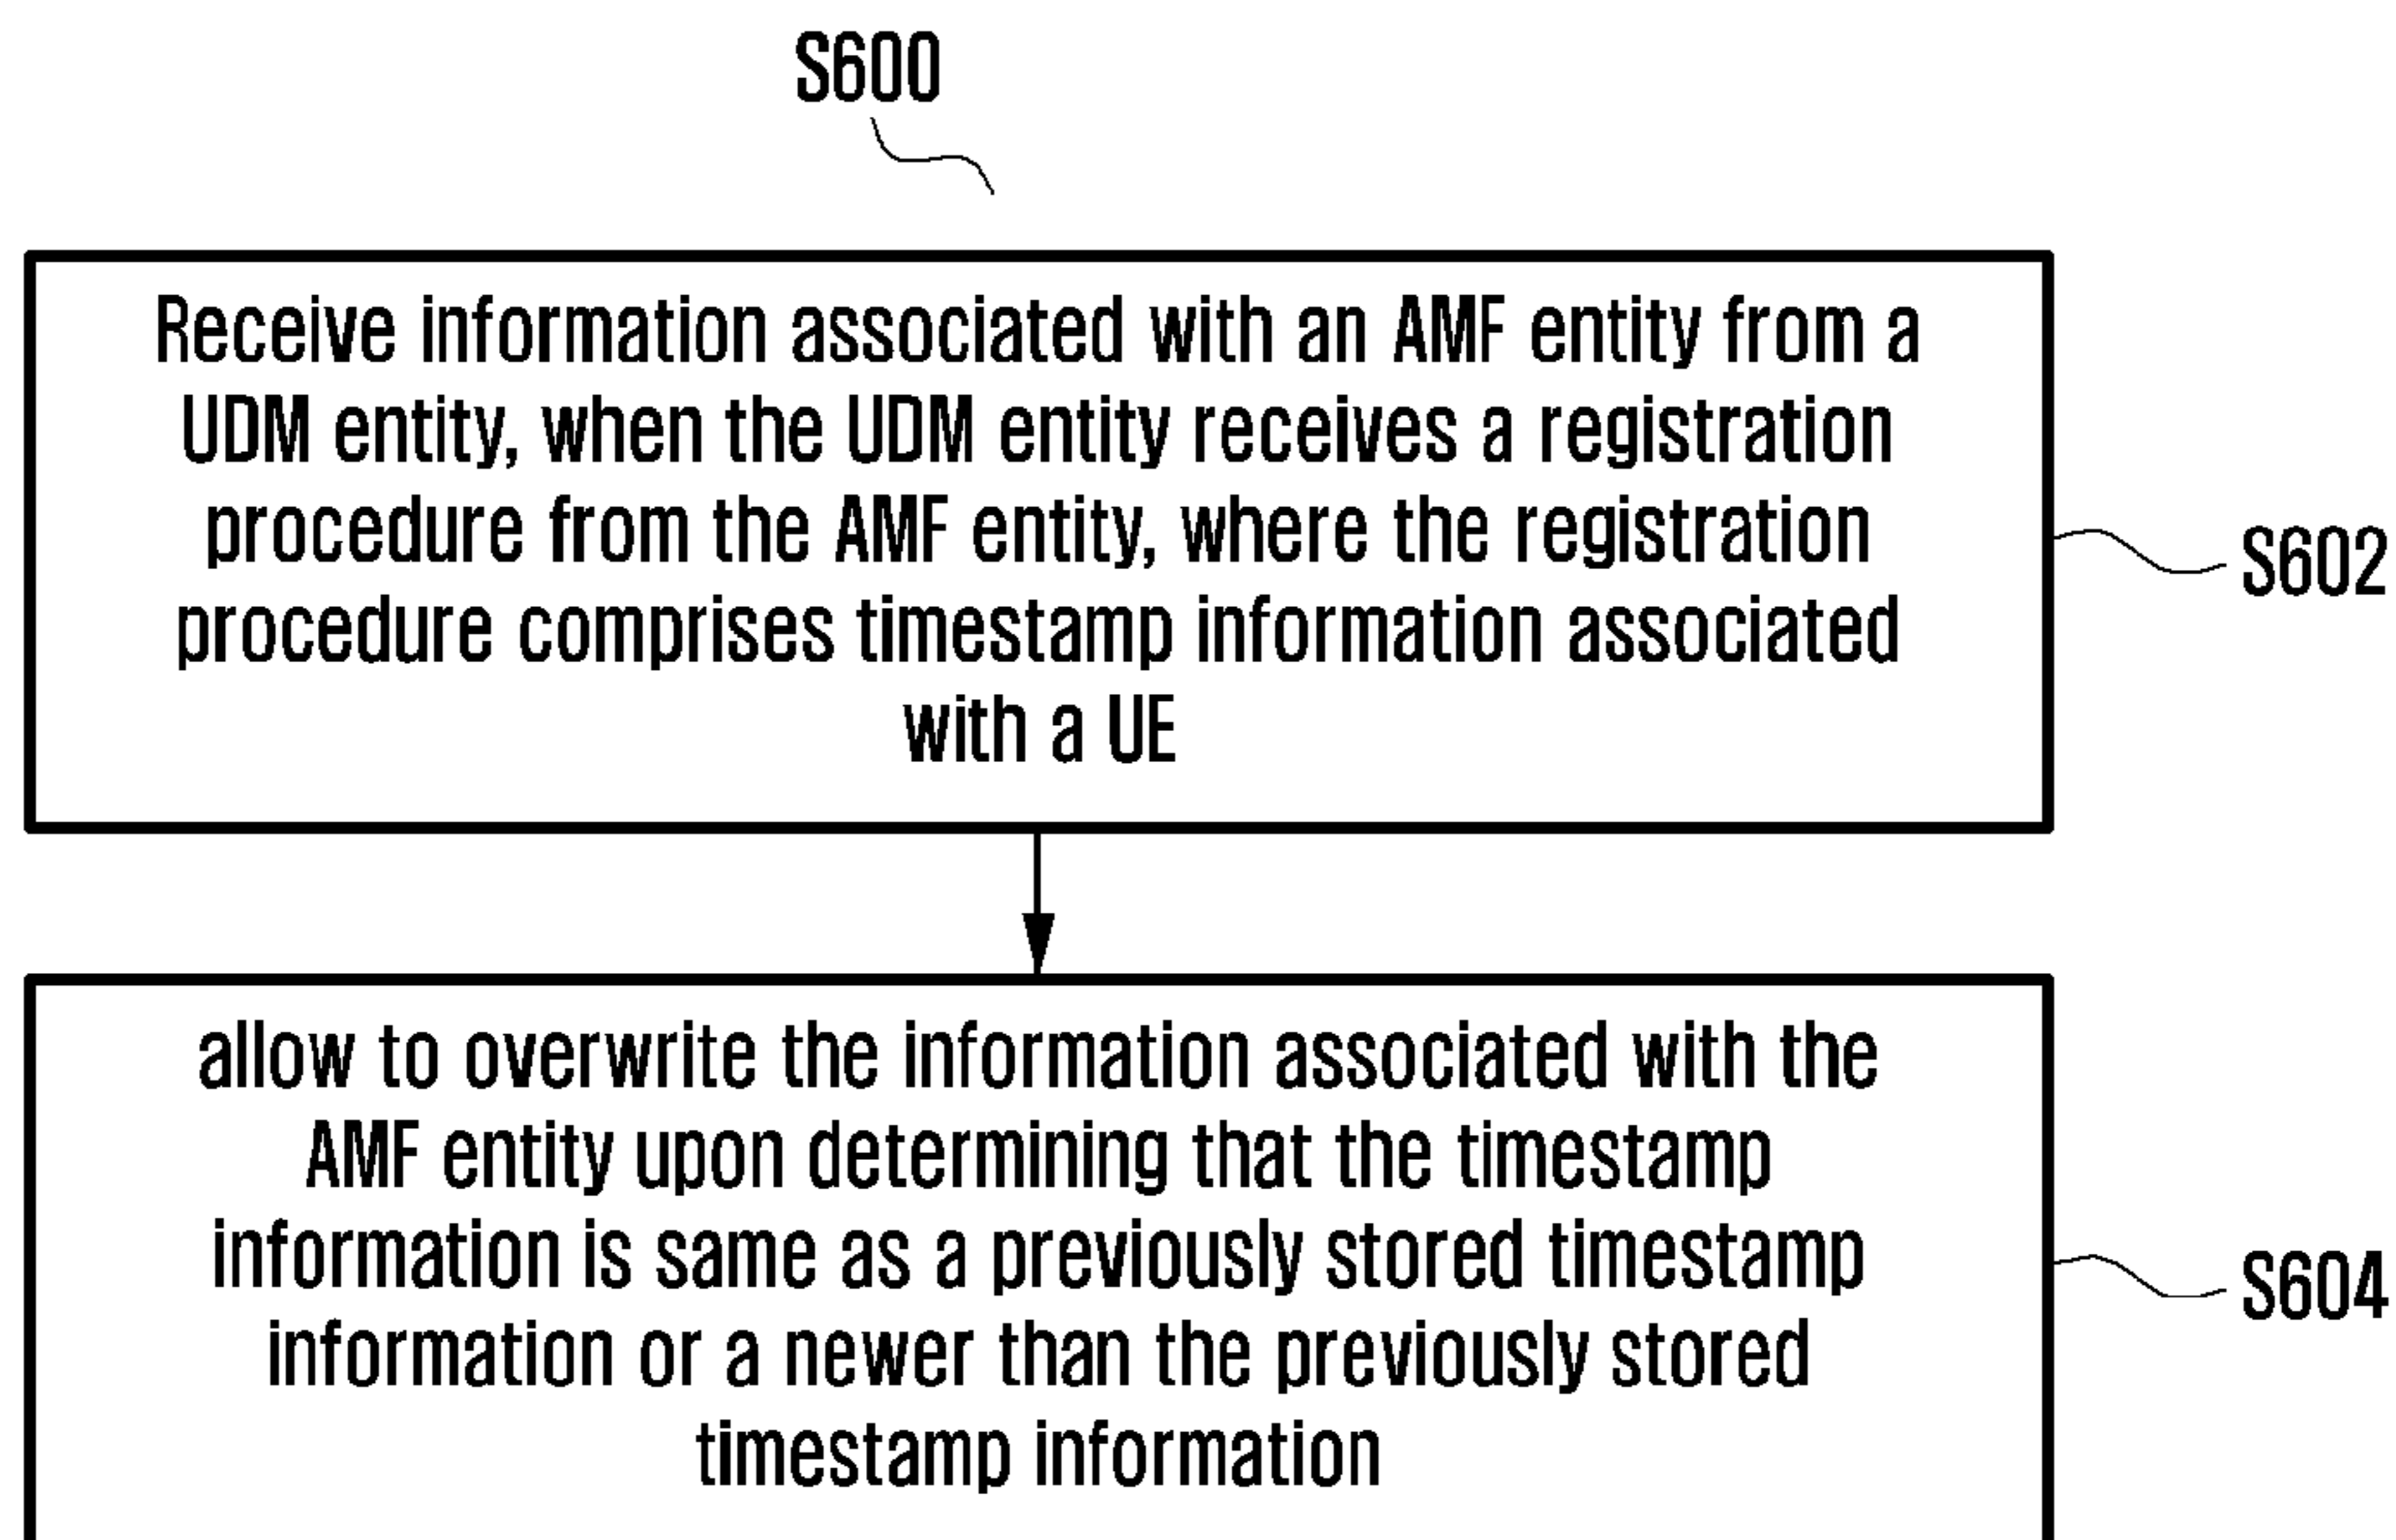 S600
Receive information associated with an AMF entity from a
UDM entity, when the UDM entity receives a registration
procedure from the AMF entity, where the registration
procedure comprises timestamp information associated
with a UE
S602
allow to overwrite the information associated with the
AMF entity upon determining that the timestamp
information is same as a previously stored timestamp
information or a newer than the previously stored
timestamp information
S604